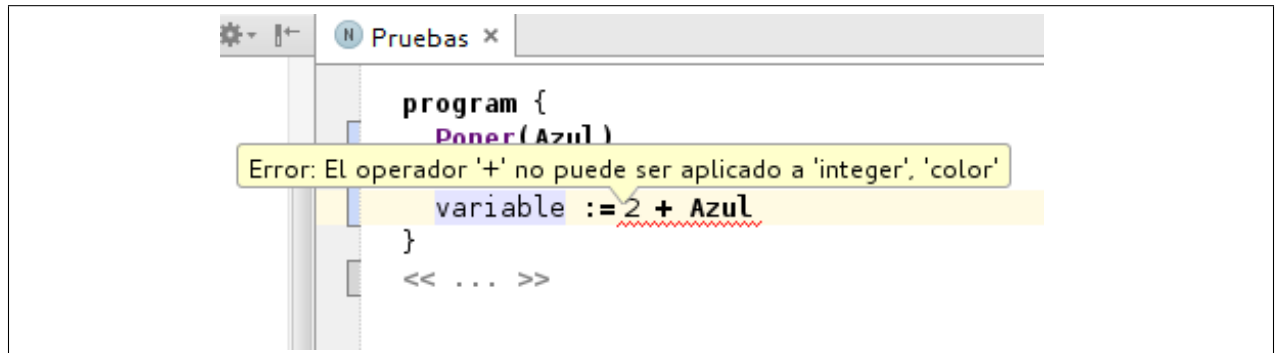 N Pruebas ×
program {
Poner(Azul)
Error: El operador '+' no puede ser aplicado a 'integer', 'color'
variable := 2 + Azul
}
<< ... >>